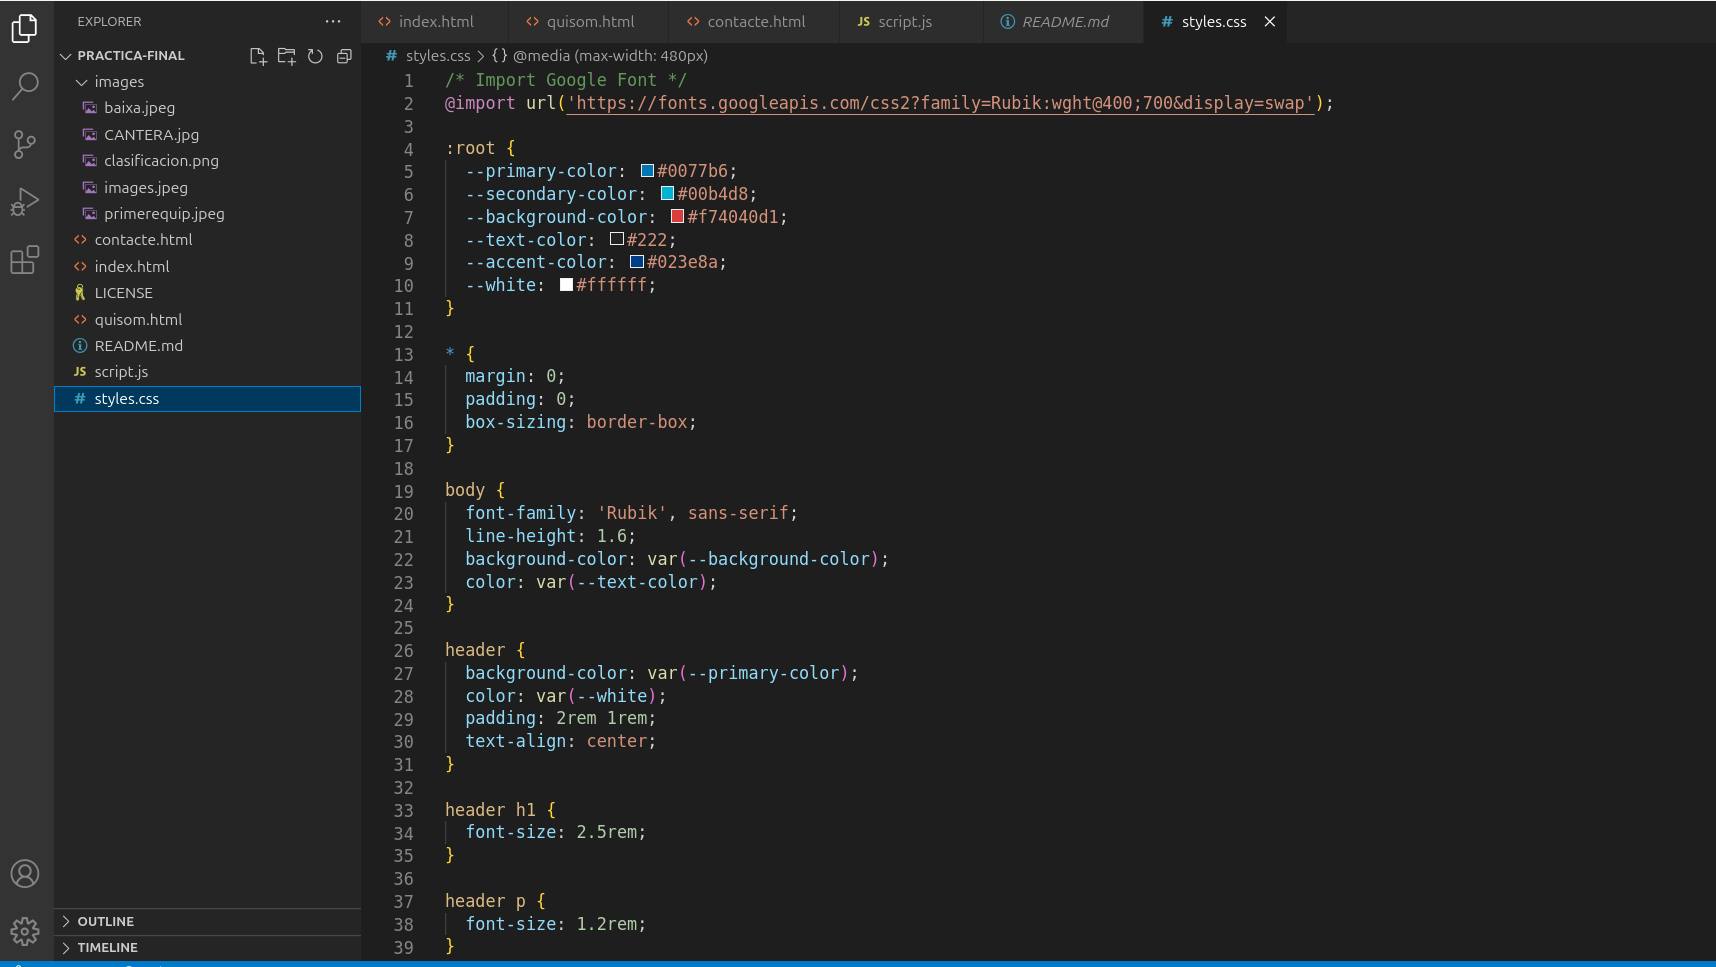 EXPLORER
PRACTICA-FINAL
images
baixa.jpeg
CANTERA.jpg
clasificacion.png
images.jpeg
primerequip.jpeg
contacte.html
index.html
LICENSE
quisom.html
README.md
JS script.js
# styles.css
OUTLINE
TIMELINE
index.html quisom.html contacte.html JS script.js README.md # styles.css
# styles.css > {} @media (max-width: 480px)
1 /* Import Google Font */
2 @import url('https://fonts.googleapis.com/css2?family=Rubik:wght@400;700&display=swap');
3
4 :root {
5 --primary-color: #0077b6;
6 --secondary-color: #00b4d8;
7 --background-color: #f74040d1;
8 --text-color: #222;
9 --accent-color: #023e8a;
10 --white: #ffffff;
11 }
12
13 * {
14 margin: 0;
15 padding: 0;
16 box-sizing: border-box;
17 }
18
19 body {
20 font-family: 'Rubik', sans-serif;
21 line-height: 1.6;
22 background-color: var(--background-color);
23 color: var(--text-color);
24 }
25
26 header {
27 background-color: var(--primary-color);
28 color: var(--white);
29 padding: 2rem 1rem;
30 text-align: center;
31 }
32
33 header h1 {
34 font-size: 2.5rem;
35 }
36
37 header p {
38 font-size: 1.2rem;
39 }